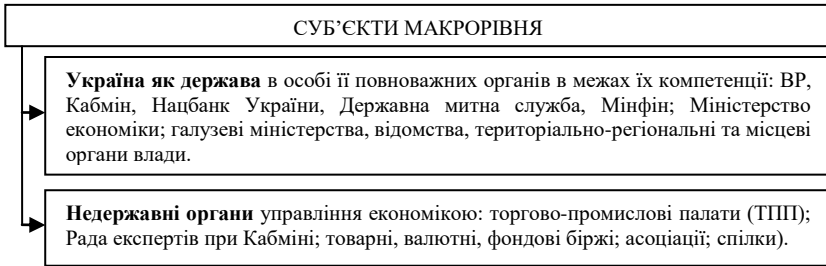 СУБ'ЄКТИ МАКРОРІВНЯ
Україна як держава в особі її повноважних органів в межах їх компетенції: ВР,
Кабмін, Нацбанк України, Державна митна служба, Мінфін; Міністерство
економіки; галузеві міністерства, відомства, територіально-регіональні та місцеві
органи влади.
Недержавні органи управління економікою: торгово-промислові палати (ТПП);
Рада експертів при Кабміні; товарні, валютні, фондові біржі; асоціації; спілки).